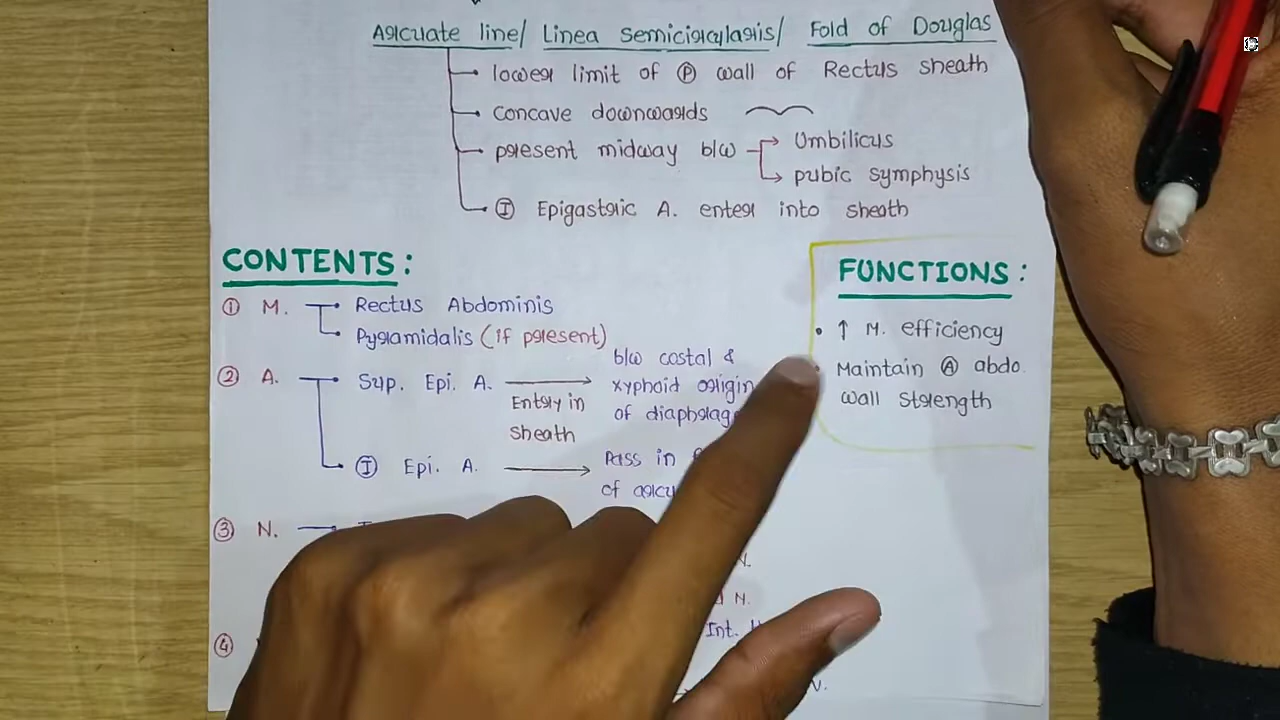 Arcuate line/ Linea semicircularis/ Fold of Douglas
lower limit of Ⓟ wall of Rectus sheath
concave downwards
present midway b/w
Umbilicus
pubic symphysis
Ⓘ Epigastric A. enter into sheath
CONTENTS:
① M.
Rectus Abdominis
Pyramidalis (if present)
② A.
Sup. Epi. A.
Entry in
sheath
b/w costal &
xyphoid origin
of
Ⓘ Epi. A.
Pass in
of
③ N.
N.
N.
Int.
④
FUNCTIONS:
• ↑ M. efficiency
Maintain Ⓐ abdo.
wall strength